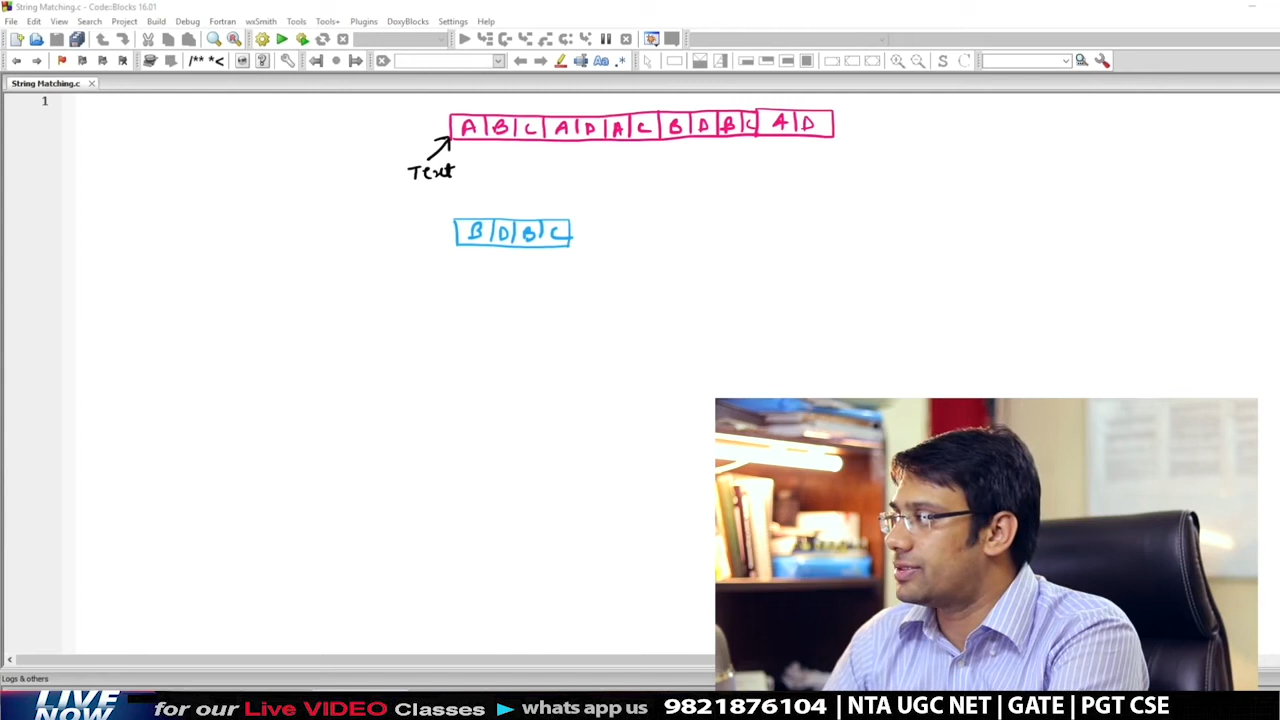 String Matching.c - Code::Blocks 16.01
File Edit View Search Project Build Debug Fortran wxSmith Tools Tools+ Plugins DoxyBlocks Settings Help
/** *<
Aa .*
S C
String Matching.c
1
A B C A D A C B D B C A D
Text
B D B C
Logs & others
LIVE NOW for our Live VIDEO Classes whats app us 9821876104 | NTA UGC NET | GATE | PGT CSE